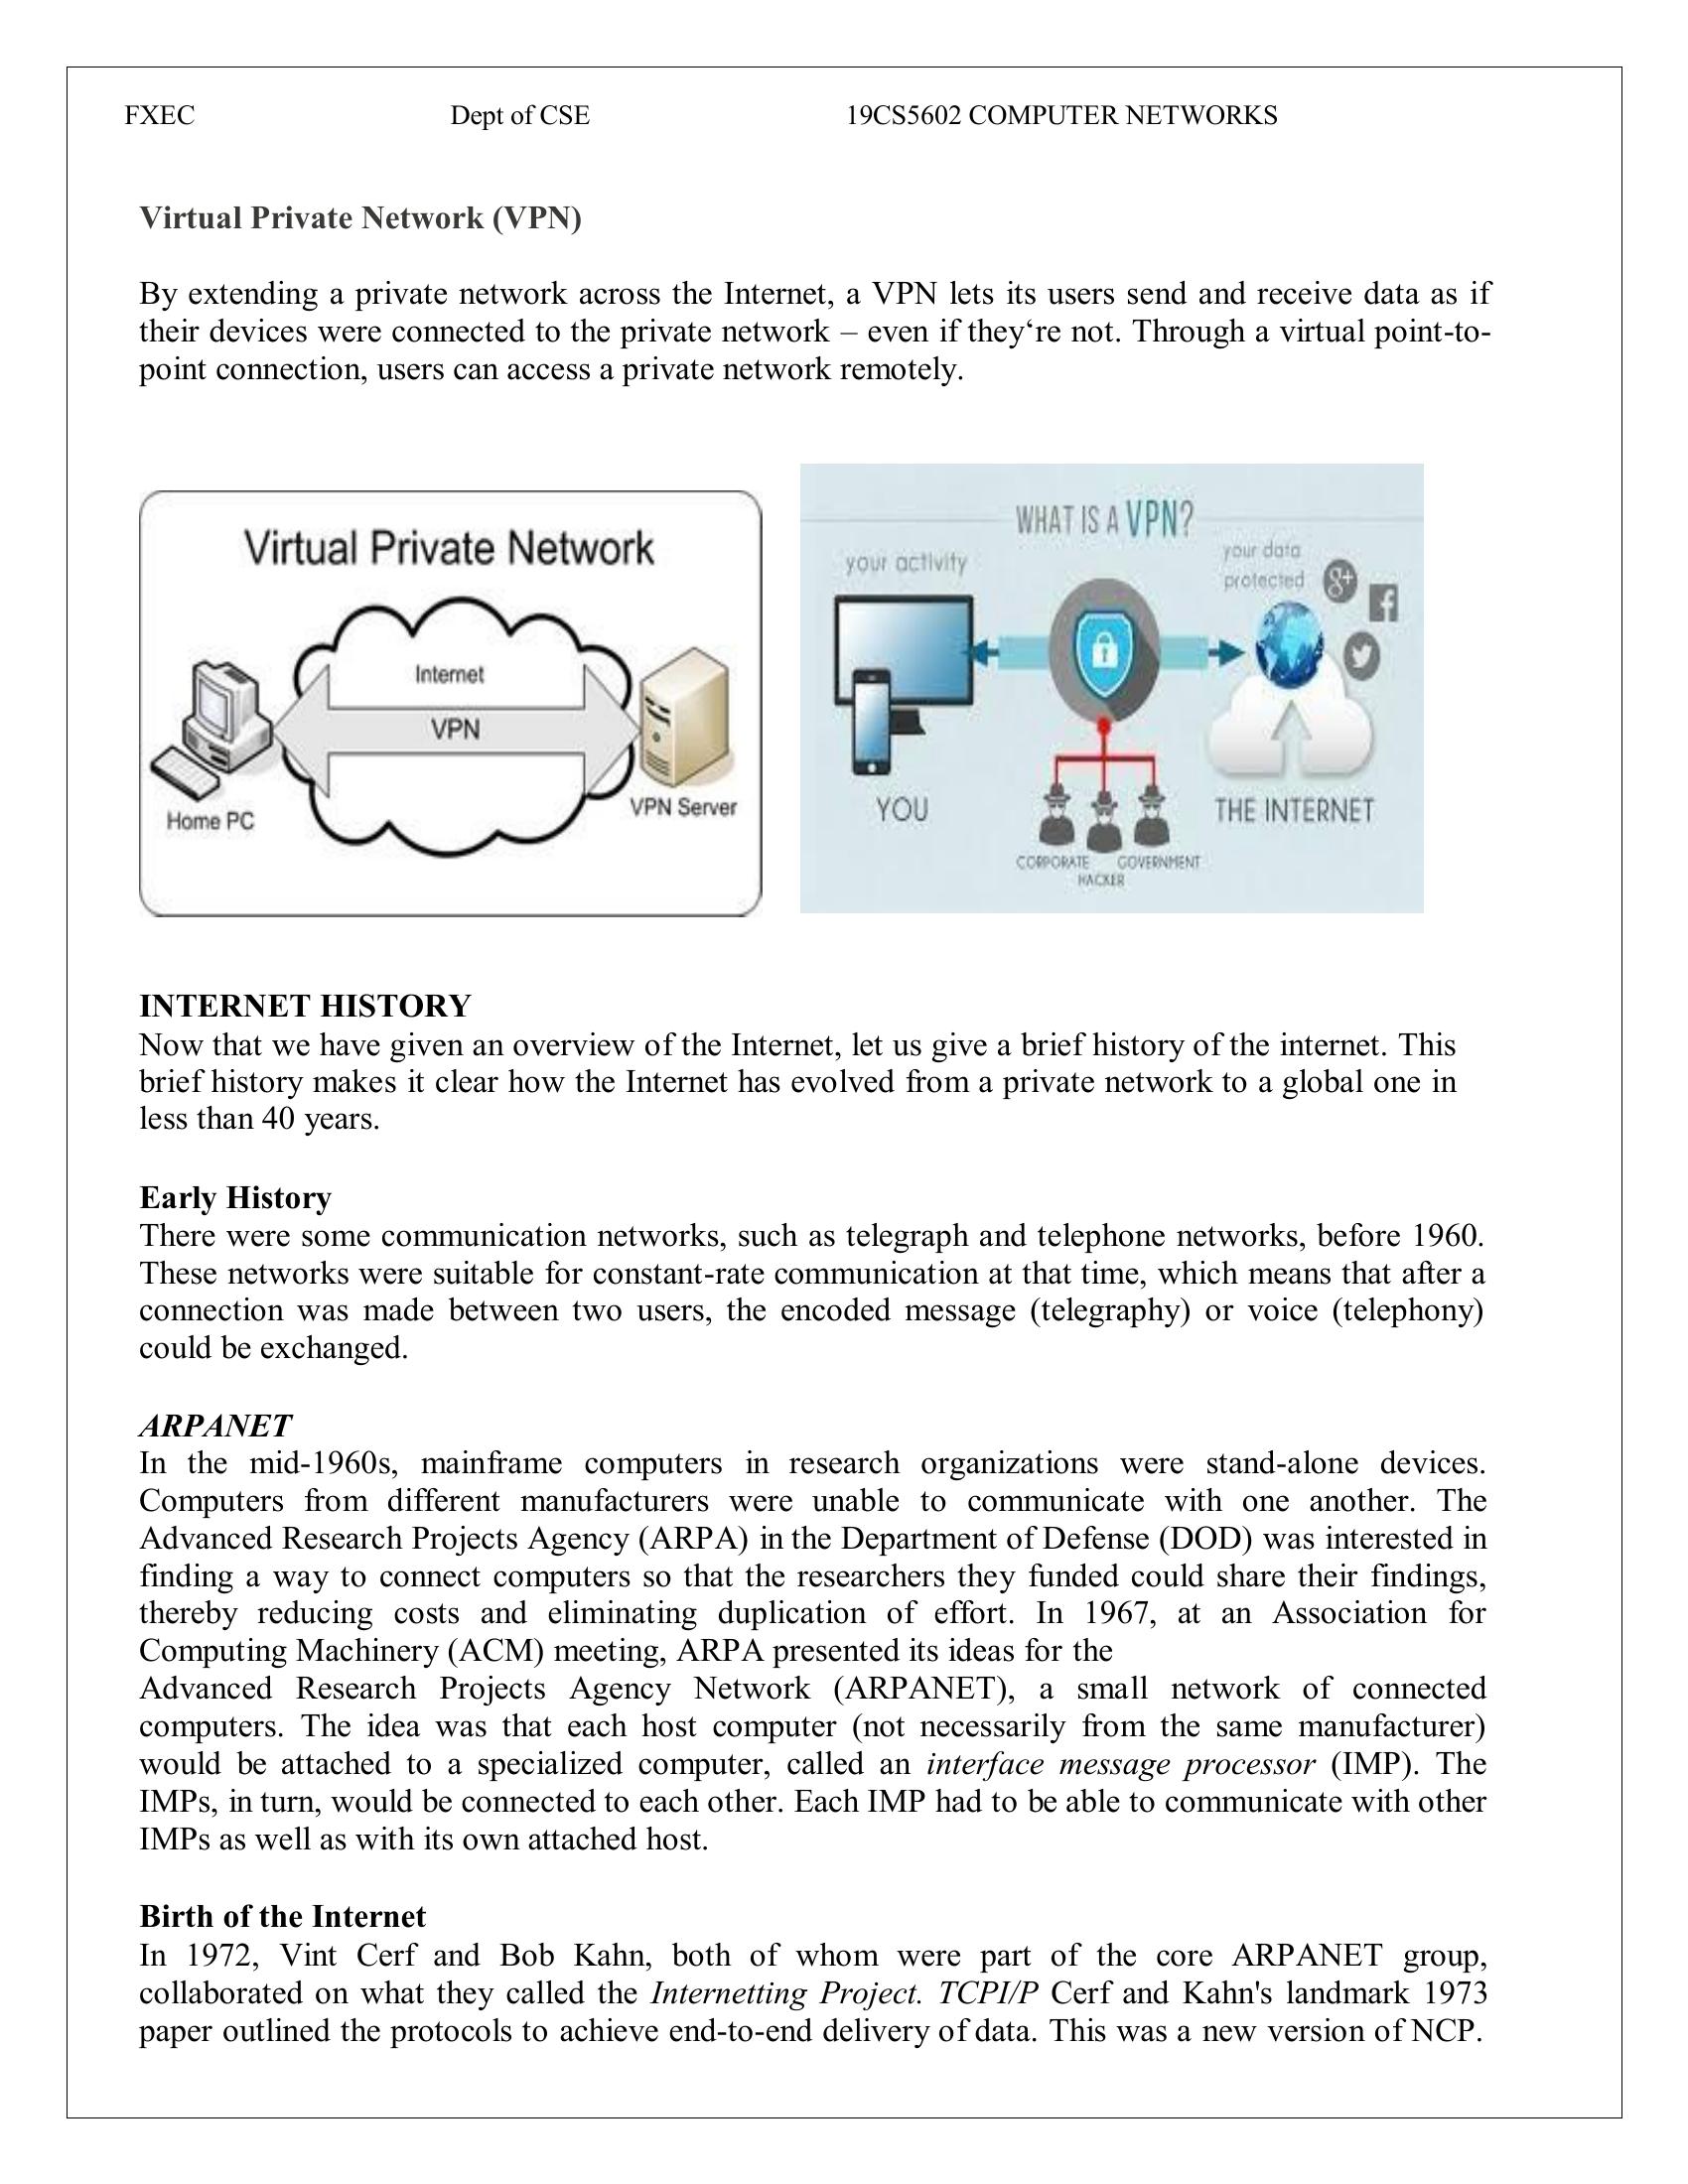 FXEC Dept of CSE 19CS5602 COMPUTER NETWORKS
Virtual Private Network (VPN)
By extending a private network across the Internet, a VPN lets its users send and receive data as if
their devices were connected to the private network – even if they‘re not. Through a virtual point-to-
point connection, users can access a private network remotely.
Virtual Private Network
Internet
VPN
Home PC
VPN Server
WHAT IS A VPN?
your activity
your data
protected
g+
f
YOU
THE INTERNET
CORPORATE GOVERNMENT
HACKER
INTERNET HISTORY
Now that we have given an overview of the Internet, let us give a brief history of the internet. This
brief history makes it clear how the Internet has evolved from a private network to a global one in
less than 40 years.
Early History
There were some communication networks, such as telegraph and telephone networks, before 1960.
These networks were suitable for constant-rate communication at that time, which means that after a
connection was made between two users, the encoded message (telegraphy) or voice (telephony)
could be exchanged.
ARPANET
In the mid-1960s, mainframe computers in research organizations were stand-alone devices.
Computers from different manufacturers were unable to communicate with one another. The
Advanced Research Projects Agency (ARPA) in the Department of Defense (DOD) was interested in
finding a way to connect computers so that the researchers they funded could share their findings,
thereby reducing costs and eliminating duplication of effort. In 1967, at an Association for
Computing Machinery (ACM) meeting, ARPA presented its ideas for the
Advanced Research Projects Agency Network (ARPANET), a small network of connected
computers. The idea was that each host computer (not necessarily from the same manufacturer)
would be attached to a specialized computer, called an interface message processor (IMP). The
IMPs, in turn, would be connected to each other. Each IMP had to be able to communicate with other
IMPs as well as with its own attached host.
Birth of the Internet
In 1972, Vint Cerf and Bob Kahn, both of whom were part of the core ARPANET group,
collaborated on what they called the Internetting Project. TCPI/P Cerf and Kahn's landmark 1973
paper outlined the protocols to achieve end-to-end delivery of data. This was a new version of NCP.